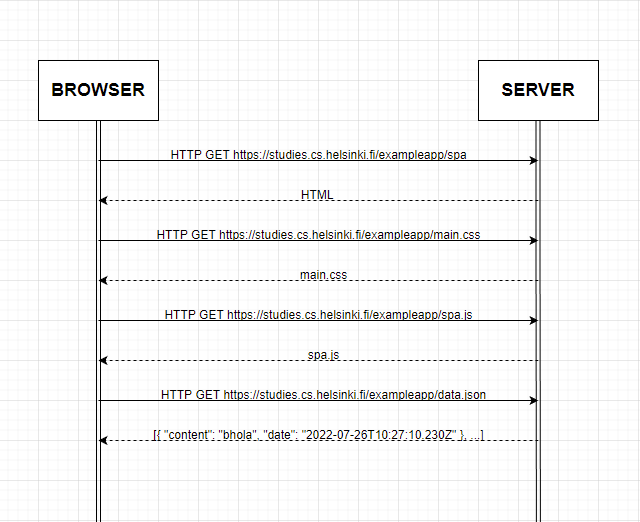 BROWSER
SERVER
HTTP GET https://studies.cs.helsinki.fi/exampleapp/spa
HTML
HTTP GET https://studies.cs.helsinki.fi/exampleapp/main.css
main.css
HTTP GET https://studies.cs.helsinki.fi/exampleapp/spa.js
spa.js
HTTP GET https://studies.cs.helsinki.fi/exampleapp/data.json
[{ "content": "bhola", "date": "2022-07-26T10:27:10.230Z" }, ...]